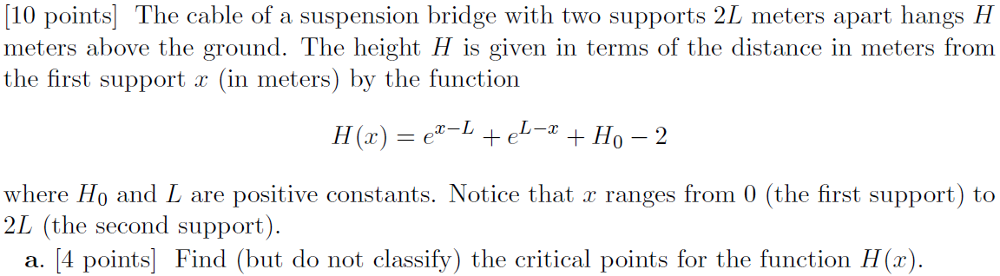 [10 points] The cable of a suspension bridge with two supports 2L meters apart hangs H
meters above the ground. The height H is given in terms of the distance in meters from
the first support x (in meters) by the function
H(x) = e^{x−L} + e^{L−x} + H_0 − 2
where H_0 and L are positive constants. Notice that x ranges from 0 (the first support) to
2L (the second support).
a. [4 points] Find (but do not classify) the critical points for the function H(x).